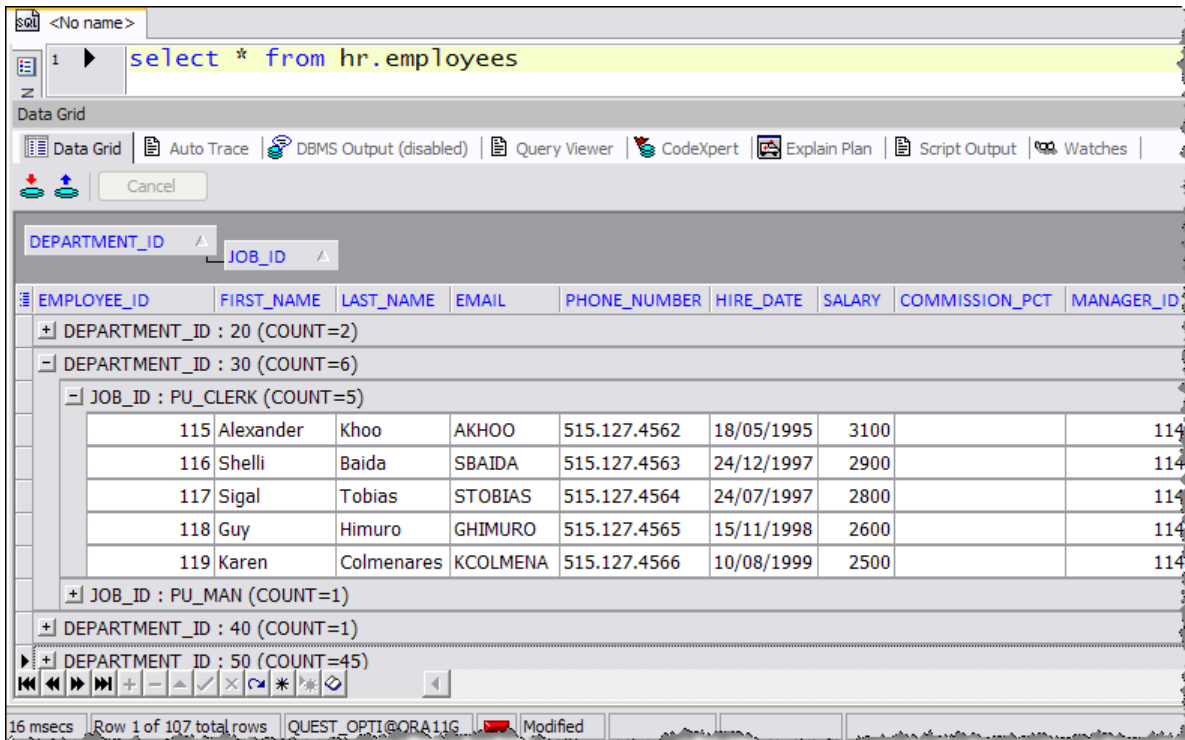 SQL <No name>
1 select * from hr.employees
Data Grid
Data Grid Auto Trace DBMS Output (disabled) Query Viewer CodeXpert Explain Plan Script Output Watches
Cancel
DEPARTMENT_ID
JOB_ID
EMPLOYEE_ID FIRST_NAME LAST_NAME EMAIL PHONE_NUMBER HIRE_DATE SALARY COMMISSION_PCT MANAGER_ID
DEPARTMENT_ID : 20 (COUNT=2)
DEPARTMENT_ID : 30 (COUNT=6)
JOB_ID : PU_CLERK (COUNT=5)
115 Alexander Khoo AKHOO 515.127.4562 18/05/1995 3100 114
116 Shelli Baida SBAIDA 515.127.4563 24/12/1997 2900 114
117 Sigal Tobias STOBIAS 515.127.4564 24/07/1997 2800 114
118 Guy Himuro GHIMURO 515.127.4565 15/11/1998 2600 114
119 Karen Colmenares KCOLMENA 515.127.4566 10/08/1999 2500 114
JOB_ID : PU_MAN (COUNT=1)
DEPARTMENT_ID : 40 (COUNT=1)
DEPARTMENT_ID : 50 (COUNT=45)
16 msecs Row 1 of 107 total rows QUEST_OPTI@ORA11G Modified